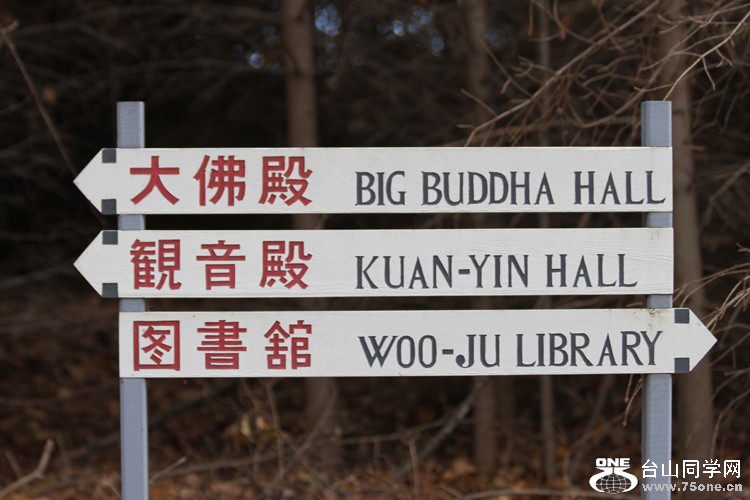 大佛殿 BIG BUDDHA HALL
観音殿 KUAN-YIN HALL
図書舘 WOO-JU LIBRARY
ONE 台山同学网
www.75one.cn